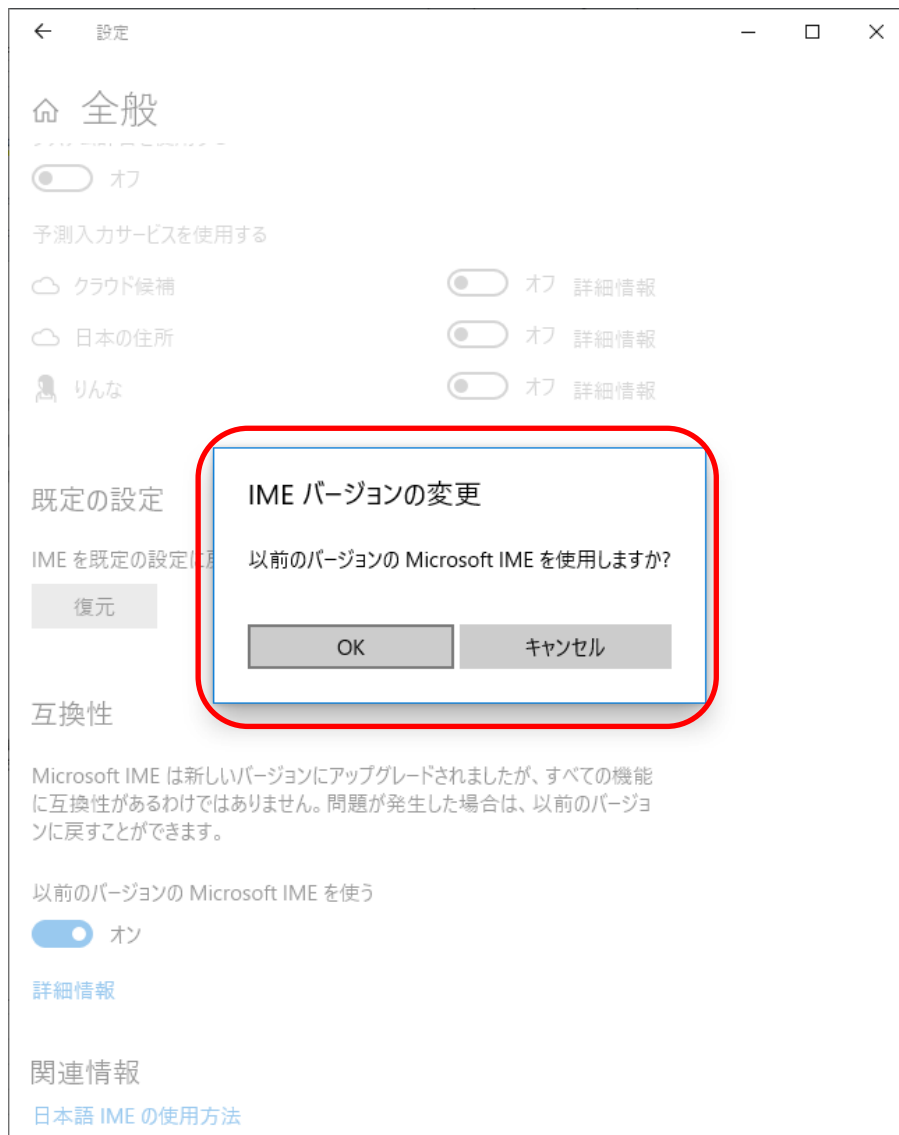 設定
全般
オフ
予測入力サービスを使用する
クラウド候補 オフ 詳細情報
日本の住所 オフ 詳細情報
りんな オフ 詳細情報
既定の設定
IME を既定の設定に
復元
IME バージョンの変更
以前のバージョンの Microsoft IME を使用しますか?
OK キャンセル
互換性
Microsoft IME は新しいバージョンにアップグレードされましたが、すべての機能
に互換性があるわけではありません。問題が発生した場合は、以前のバージョ
ンに戻すことができます。
以前のバージョンの Microsoft IME を使う
オン
詳細情報
関連情報
日本語 IME の使用方法